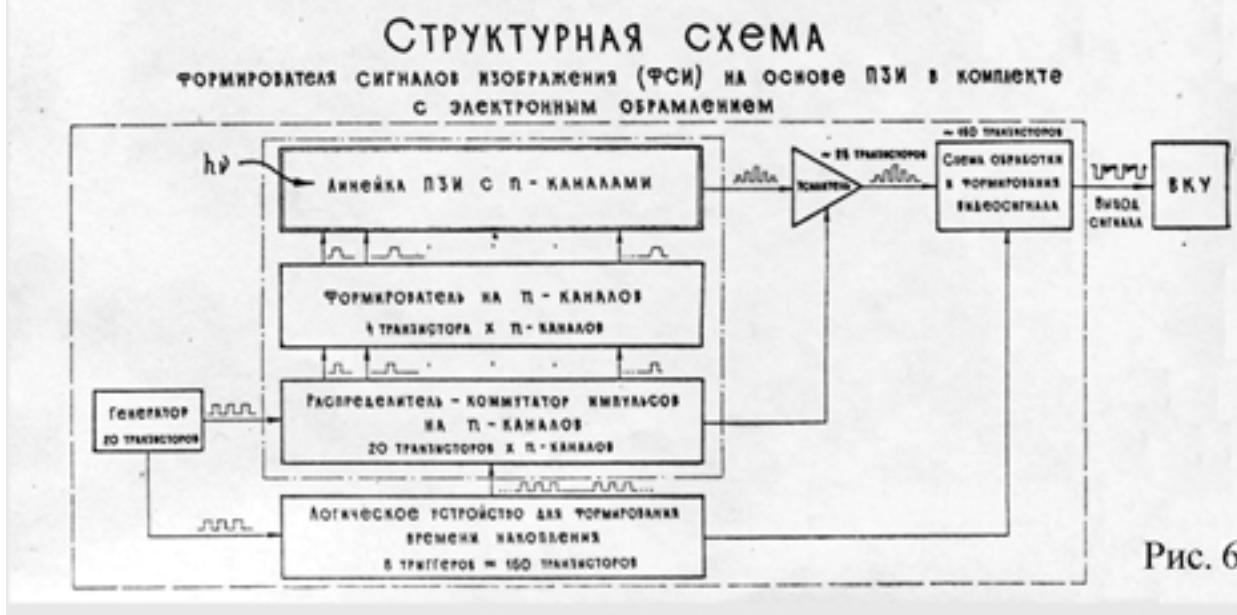 СТРУКТУРНАЯ СХЕМА
ФОРМИРОВАТЕЛЯ СИГНАЛОВ ИЗОБРАЖЕНИЯ (ФСИ) НА ОСНОВЕ ПЗИ В КОМПЛЕКТЕ
С ЭЛЕКТРОННЫМ ОБРАМЛЕНИЕМ
hν
ЛИНЕЙКА ПЗИ С n-КАНАЛАМИ
~ 25 ТРАНЗИСТОРОВ
УСИЛИТЕЛЬ
~ 150 ТРАНЗИСТОРОВ
СХЕМА ОБРАБОТКИ
И ФОРМИРОВАНИЯ
ВИДЕОСИГНАЛА
ВЫХОД
СИГНАЛА
ВКУ
ФОРМИРОВАТЕЛЬ НА n-КАНАЛОВ
4 ТРАНЗИСТОРА X n-КАНАЛОВ
ГЕНЕРАТОР
20 ТРАНЗИСТОРОВ
РАСПРЕДЕЛИТЕЛЬ-КОММУТАТОР ИМПУЛЬСОВ
НА n-КАНАЛОВ
20 ТРАНЗИСТОРОВ X n-КАНАЛОВ
ЛОГИЧЕСКОЕ УСТРОЙСТВО ДЛЯ ФОРМИРОВАНИЯ
ВРЕМЕНИ НАКОПЛЕНИЯ
8 ТРИГГЕРОВ = 160 ТРАНЗИСТОРОВ
Рис. 6